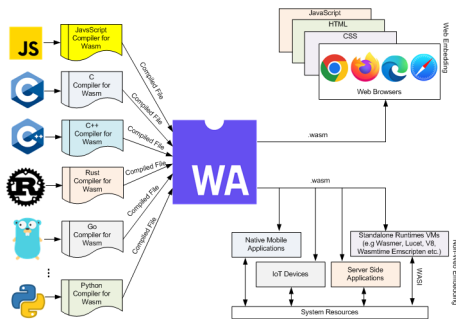 JS
JavaScript
Compiler for
Wasm
Compiled File
C
C
Compiler for
Wasm
Compiled File
C++
C++
Compiler for
Wasm
Compiled File
R
Rust
Compiler for
Wasm
Compiled File
Go
Compiler for
Wasm
Compiled File
Python
Compiler for
Wasm
Compiled File
WA
.wasm
.wasm
JavaScript
HTML
CSS
Web Browsers
Web Embedding
Native Mobile
Applications
IoT Devices
Server Side
Applications
Standalone Runtimes VMs
(e.g Wasmer, Lucet, V8,
Wasmtime Emscripten etc.)
WASI
System Resources
Non-Web Embedding